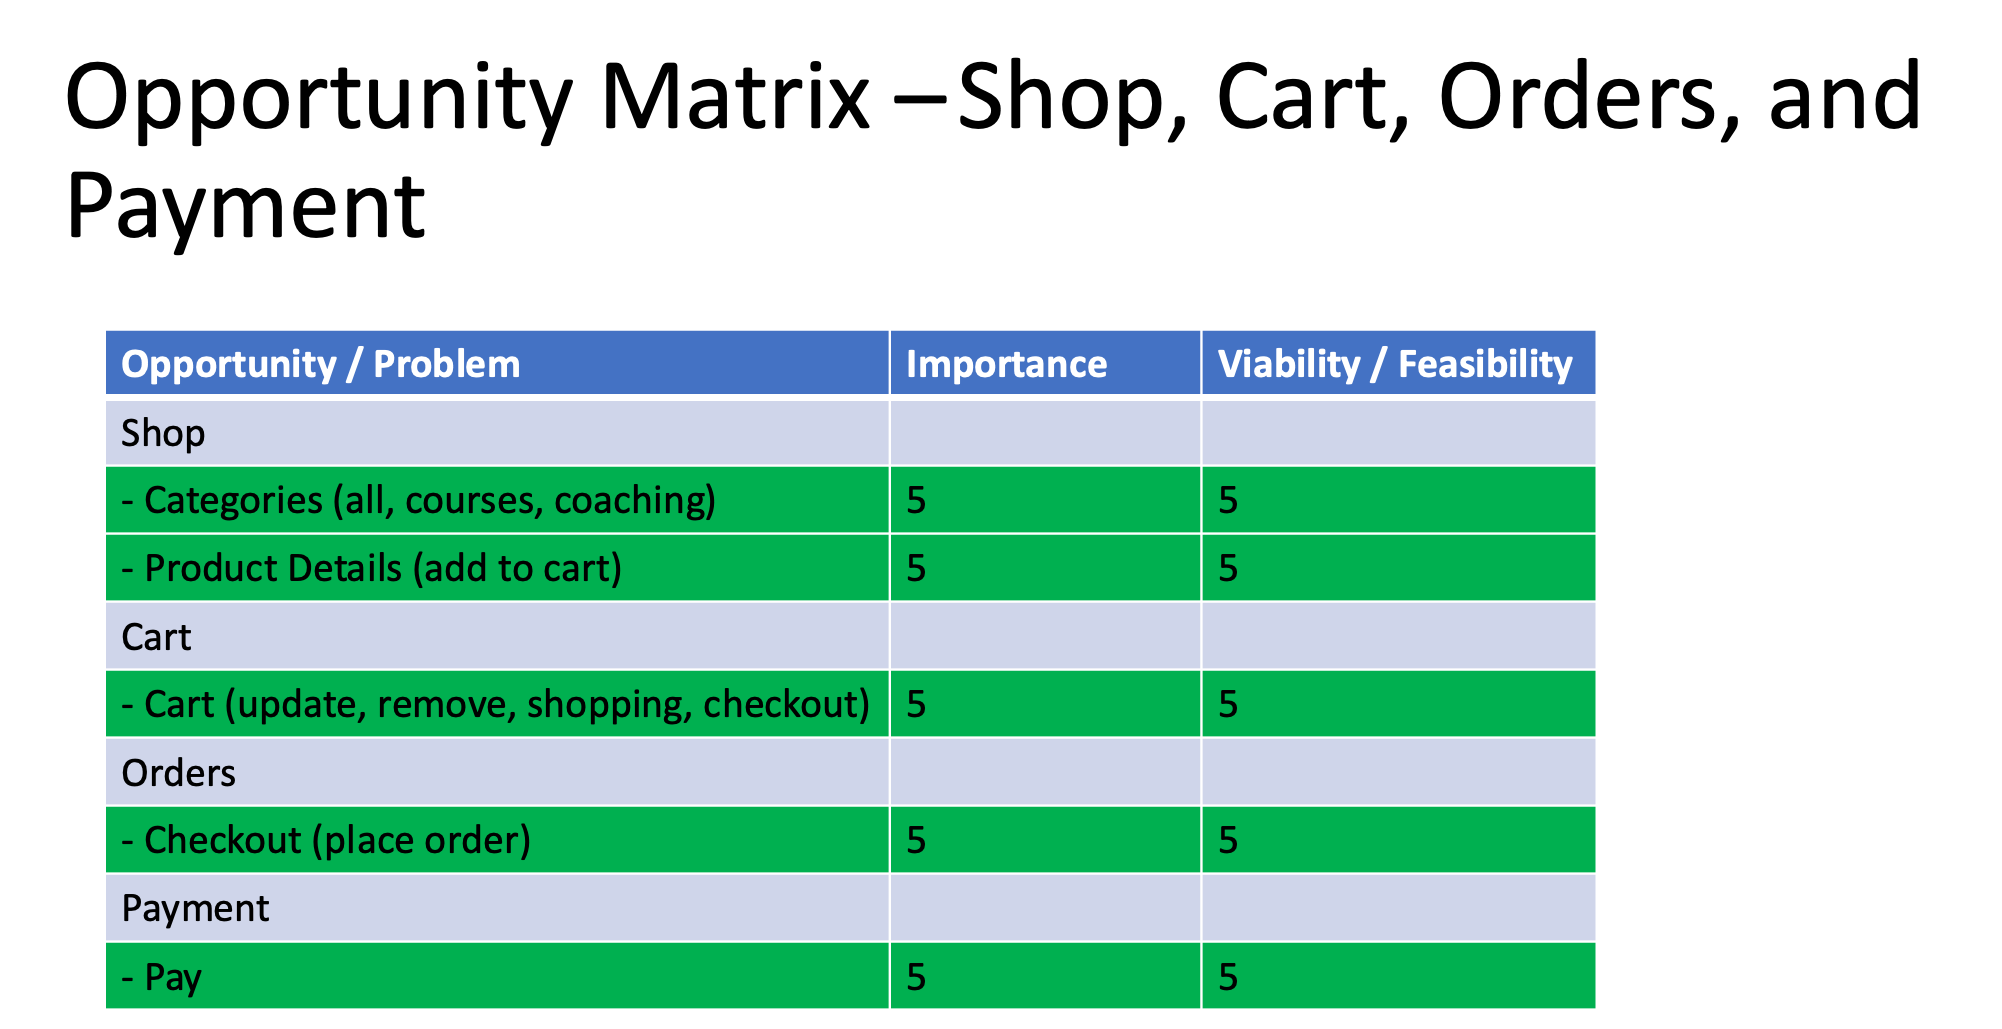 Opportunity Matrix –Shop, Cart, Orders, and
Payment
Opportunity / Problem Importance Viability / Feasibility
Shop
- Categories (all, courses, coaching) 5 5
- Product Details (add to cart) 5 5
Cart
- Cart (update, remove, shopping, checkout) 5 5
Orders
- Checkout (place order) 5 5
Payment
- Pay 5 5